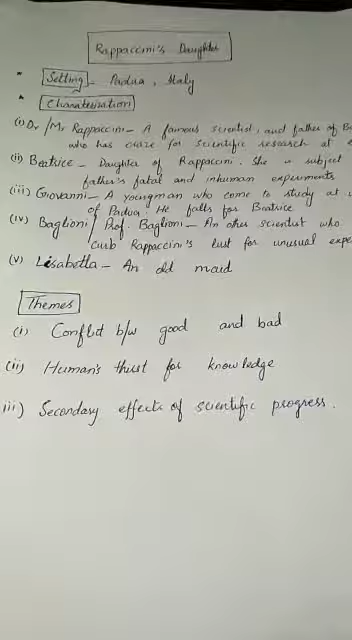 Rappaccini's Daughter
* Setting - Padua, Italy
* Characterisation
(i) Dr/Mr Rappaccini - A famous scientist, and father of
who has craze for scientific research at
(ii) Beatrice - Daughter of Rappaccini. She is subject
father's fatal and inhuman experiments
(iii) Giovanni - A youngman who come to study at
of Padua. He falls for Beatrice
(iv) Baglioni/Prof. Baglioni - An other scientist who
curb Rappaccini's lust for unusual
(v) Lisabetta - An old maid
Themes
(i) Conflict b/w good and bad
(ii) Human's thrist for knowledge
iii) Secondary effects of scientific progress.